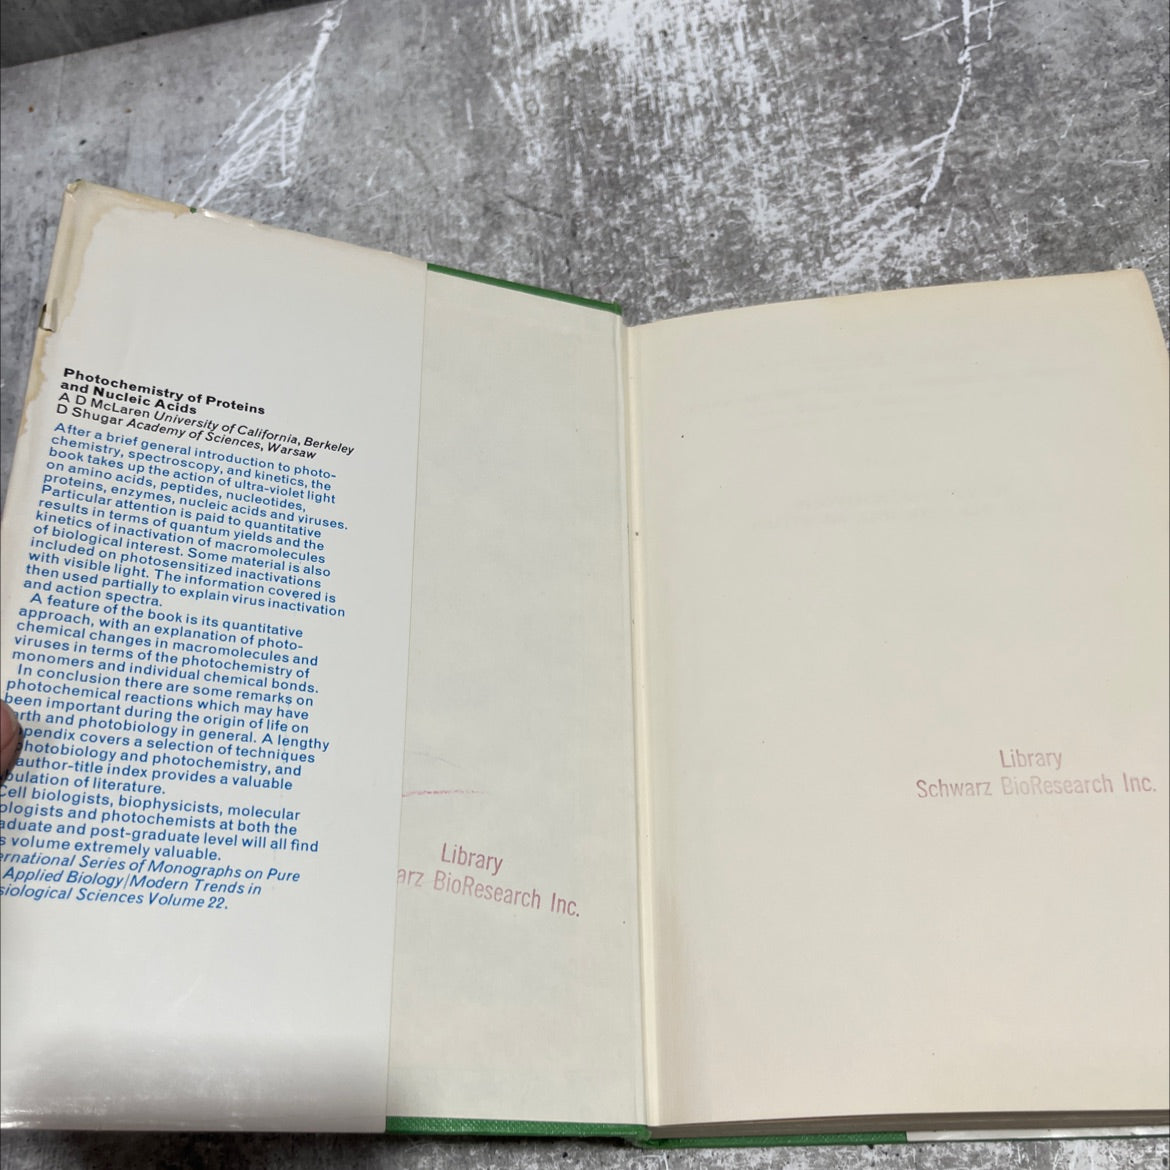 Photochemistry of Proteins
and Nucleic Acids
A D McLaren University of California, Berkeley
D Shugar Academy of Sciences, Warsaw
After a brief general introduction to photo-
chemistry, spectroscopy, and kinetics, the
book takes up the action of ultra-violet light
on amino acids, peptides, nucleotides,
proteins, enzymes, nucleic acids and viruses.
Particular attention is paid to quantitative
results in terms of quantum yields and the
kinetics of inactivation of macromolecules
of biological interest. Some material is also
included on photosensitized inactivations
with visible light. The information covered is
then used partially to explain virus inactivation
and action spectra.
A feature of the book is its quantitative
approach, with an explanation of photo-
chemical changes in macromolecules and
viruses in terms of the photochemistry of
monomers and individual chemical bonds.
In conclusion there are some remarks on
photochemical reactions which may have
been important during the origin of life on
arth and photobiology in general. A lengthy
pendix covers a selection of techniques
photobiology and photochemistry, and
author-title index provides a valuable
pulation of literature.
Cell biologists, biophysicists, molecular
ologists and photochemists at both the
aduate and post-graduate level will all find
s volume extremely valuable.
ernational Series of Monographs on Pure
Applied Biology/Modern Trends in
siological Sciences Volume 22.
Library
arz BioResearch Inc.
Library
Schwarz BioResearch Inc.